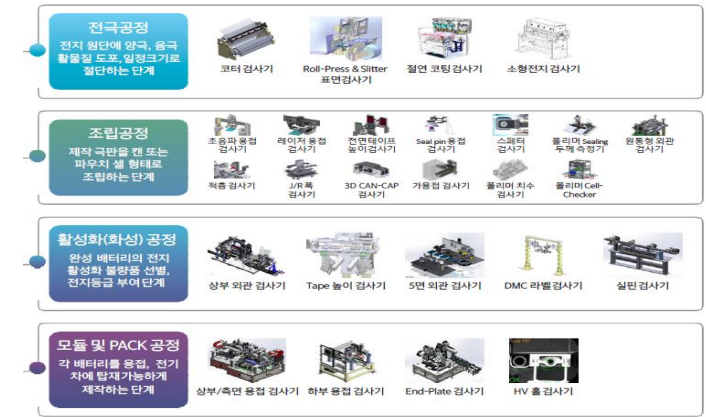 전극공정
전지 원단에 양극, 음극
활물질 도포,일정크기로
절단하는 단계
코터 검사기
Roll-Press & Slitter
표면검사기
절연 코팅 검사기
소형전지 검사기
조립공정
제작 극판을 캔 또는
파우치 셀 형태로
조립하는 단계
초음파 용접
검사기
레이저 용접
검사기
전면테이프
높이검사기
Seal pin 용접
검사기
스페터
검사기
폴리머 Sealing
두께 측정기
원통형 외관
검사기
적층 검사기
J/R 폭
검사기
3D CAN-CAP
검사기
가용접 검사기
폴리머 치수
검사기
폴리머 Cell-
Checker
활성화(화성) 공정
완성 배터리의 전지
활성화 불량품 선별,
전지등급 부여 단계
상부 외관 검사기
Tape 높이 검사기
5면 외관 검사기
DMC 라벨 검사기
실핀 검사기
모듈 및 PACK 공정
각 배터리를 용접, 전기
차에 탑재가능하게
제작하는 단계
상부/측면 용접 검사기
하부 용접 검사기
End-Plate 검사기
HV 홀 검사기